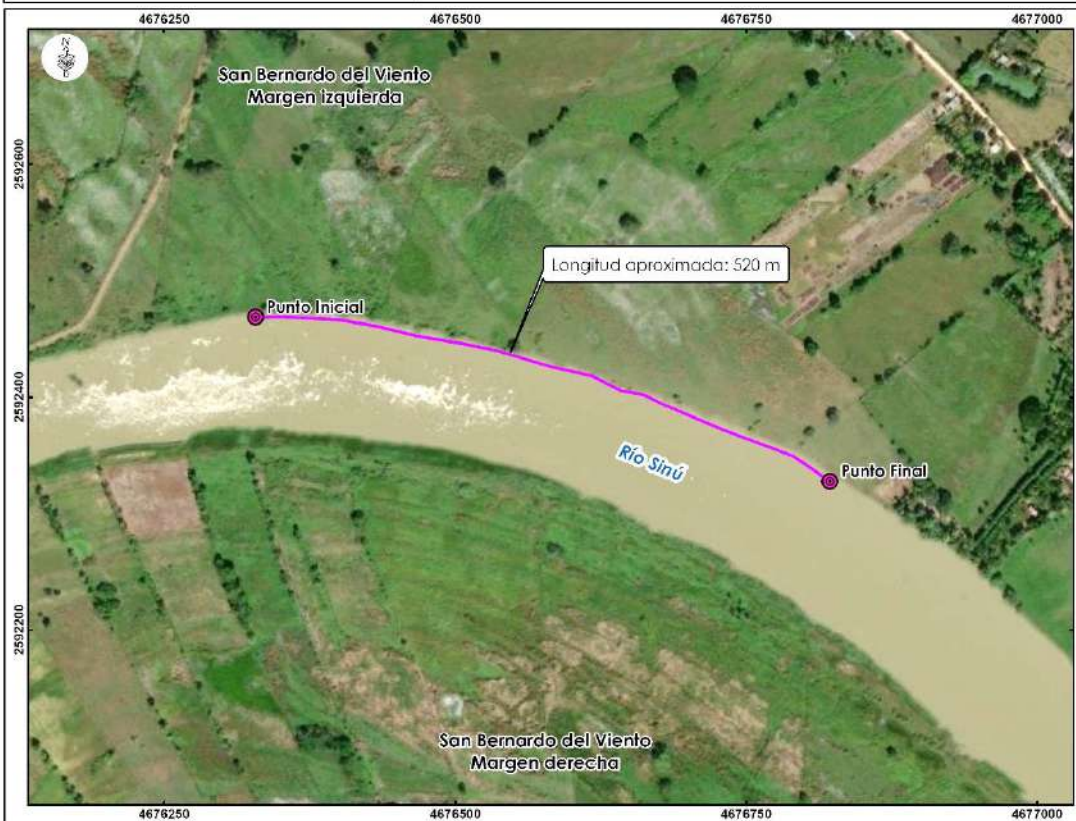 4676250
4676500
4676750
4677000
San Bernardo del Viento
Margen izquierda
2592600
Longitud aproximada: 520 m
Punto Inicial
2592400
Río Sinú
Punto Final
2592200
San Bernardo del Viento
Margen derecha
4676250
4676500
4676750
4677000